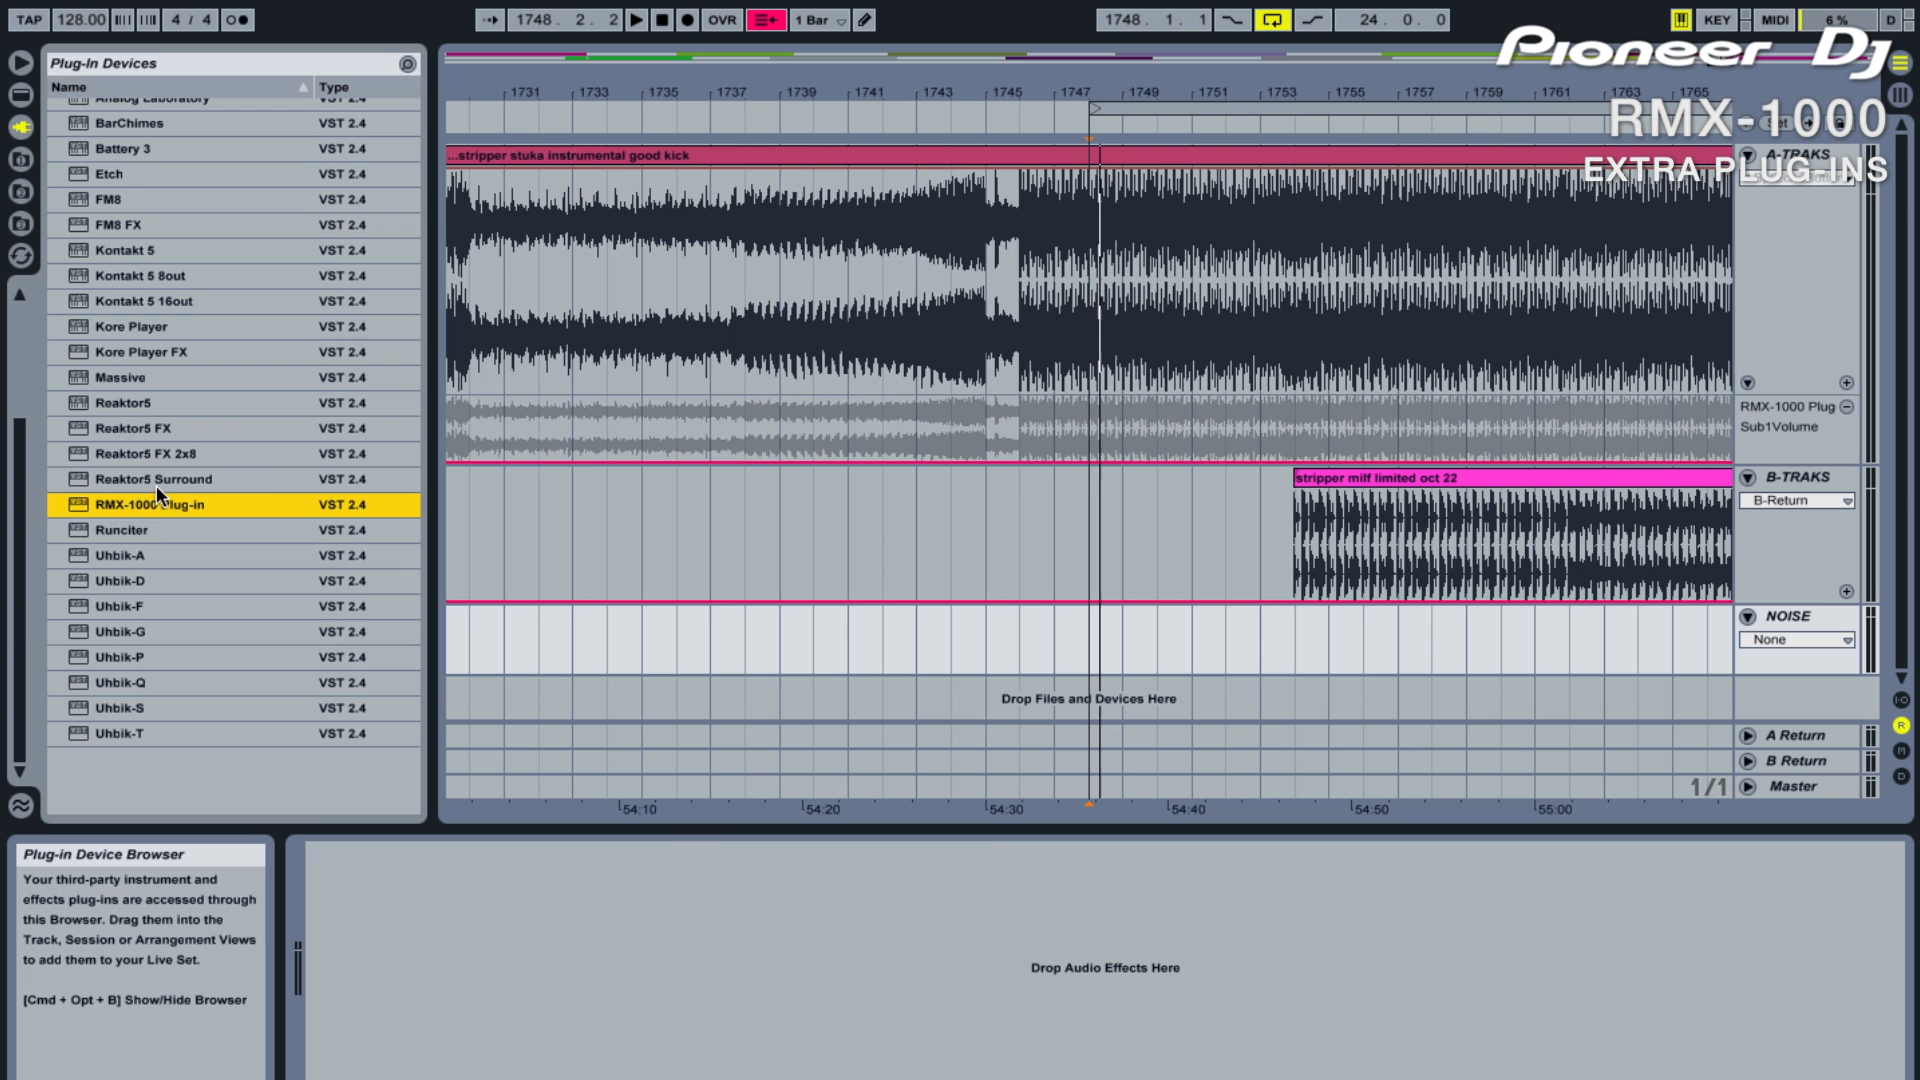 TAP
128.00
4 / 4
1748 . 2 . 2
OVR
1 Bar
1748 . 1 . 1
24 . 0 . 0
KEY
MIDI
6 %
D
Pioneer Dj
RMX-1000
EXTRA PLUG-INS
Plug-In Devices
Name Type
Analog Laboratory VST 2.4
BarChimes VST 2.4
Battery 3 VST 2.4
Etch VST 2.4
FM8 VST 2.4
FM8 FX VST 2.4
Kontakt 5 VST 2.4
Kontakt 5 8out VST 2.4
Kontakt 5 16out VST 2.4
Kore Player VST 2.4
Kore Player FX VST 2.4
Massive VST 2.4
Reaktor5 VST 2.4
Reaktor5 FX VST 2.4
Reaktor5 FX 2x8 VST 2.4
Reaktor5 Surround VST 2.4
RMX-1000 Plug-in VST 2.4
Runciter VST 2.4
Uhbik-A VST 2.4
Uhbik-D VST 2.4
Uhbik-F VST 2.4
Uhbik-G VST 2.4
Uhbik-P VST 2.4
Uhbik-Q VST 2.4
Uhbik-S VST 2.4
Uhbik-T VST 2.4
1731 1733 1735 1737 1739 1741 1743 1745 1747 1749 1751 1753 1755 1757 1759 1761 1763 1765
Set
...stripper stuka instrumental good kick
A-TRAKS
RMX-1000 Plug
Sub1Volume
stripper milf limited oct 22
B-TRAKS
B-Return
NOISE
None
Drop Files and Devices Here
A Return
B Return
1/1
Master
54:10 54:20 54:30 54:40 54:50 55:00
I-O
R
M
D
Plug-in Device Browser
Your third-party instrument and
effects plug-ins are accessed through
this Browser. Drag them into the
Track, Session or Arrangement Views
to add them to your Live Set.
[Cmd + Opt + B] Show/Hide Browser
Drop Audio Effects Here